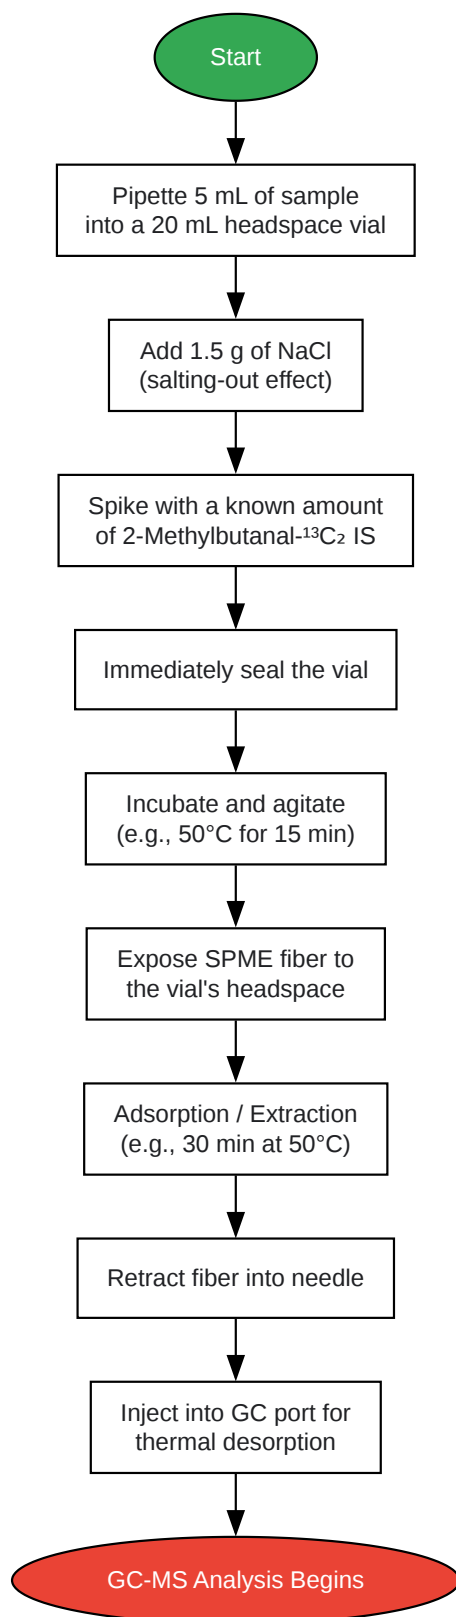 Start
Pipette 5 mL of sample
into a 20 mL headspace vial
Add 1.5 g of NaCl
(salting-out effect)
Spike with a known amount
of 2-Methylbutanal-¹³C₂ IS
Immediately seal the vial
Incubate and agitate
(e.g., 50°C for 15 min)
Expose SPME fiber to
the vial's headspace
Adsorption / Extraction
(e.g., 30 min at 50°C)
Retract fiber into needle
Inject into GC port for
thermal desorption
GC-MS Analysis Begins